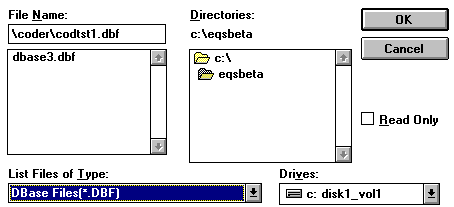 File Name:
\coder\codtst1.dbf
dbase3.dbf
List Files of Type:
DBase Files(*.DBF)
Directories:
c:\eqsbeta
c:\
eqsbeta
Drives:
c: disk1_vol1
OK
Cancel
Read Only